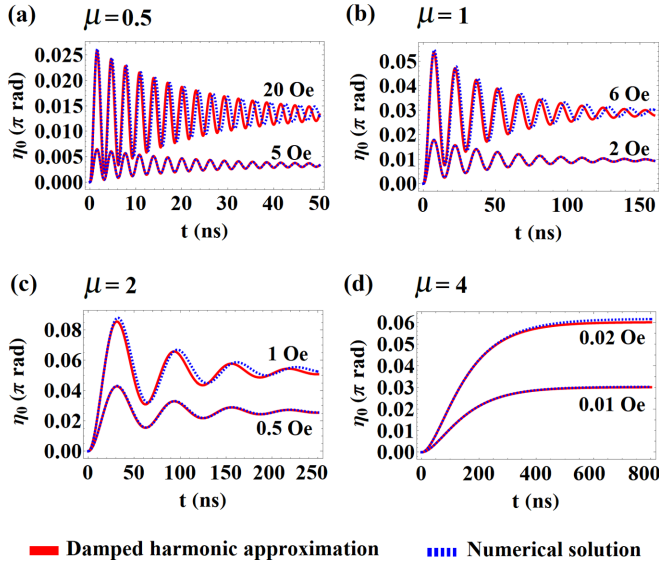 (a) μ = 0.5
η₀ (π rad)
0.025
0.020
0.015
0.010
0.005
0.000
20 Oe
5 Oe
0 10 20 30 40 50
t (ns)
(b) μ = 1
η₀ (π rad)
0.05
0.04
0.03
0.02
0.01
0.00
6 Oe
2 Oe
0 50 100 150
t (ns)
(c) μ = 2
η₀ (π rad)
0.08
0.06
0.04
0.02
0.00
1 Oe
0.5 Oe
0 50 100 150 200 250
t (ns)
(d) μ = 4
η₀ (π rad)
0.06
0.05
0.04
0.03
0.02
0.01
0.00
0.02 Oe
0.01 Oe
0 200 400 600 800
t (ns)
Damped harmonic approximation
Numerical solution